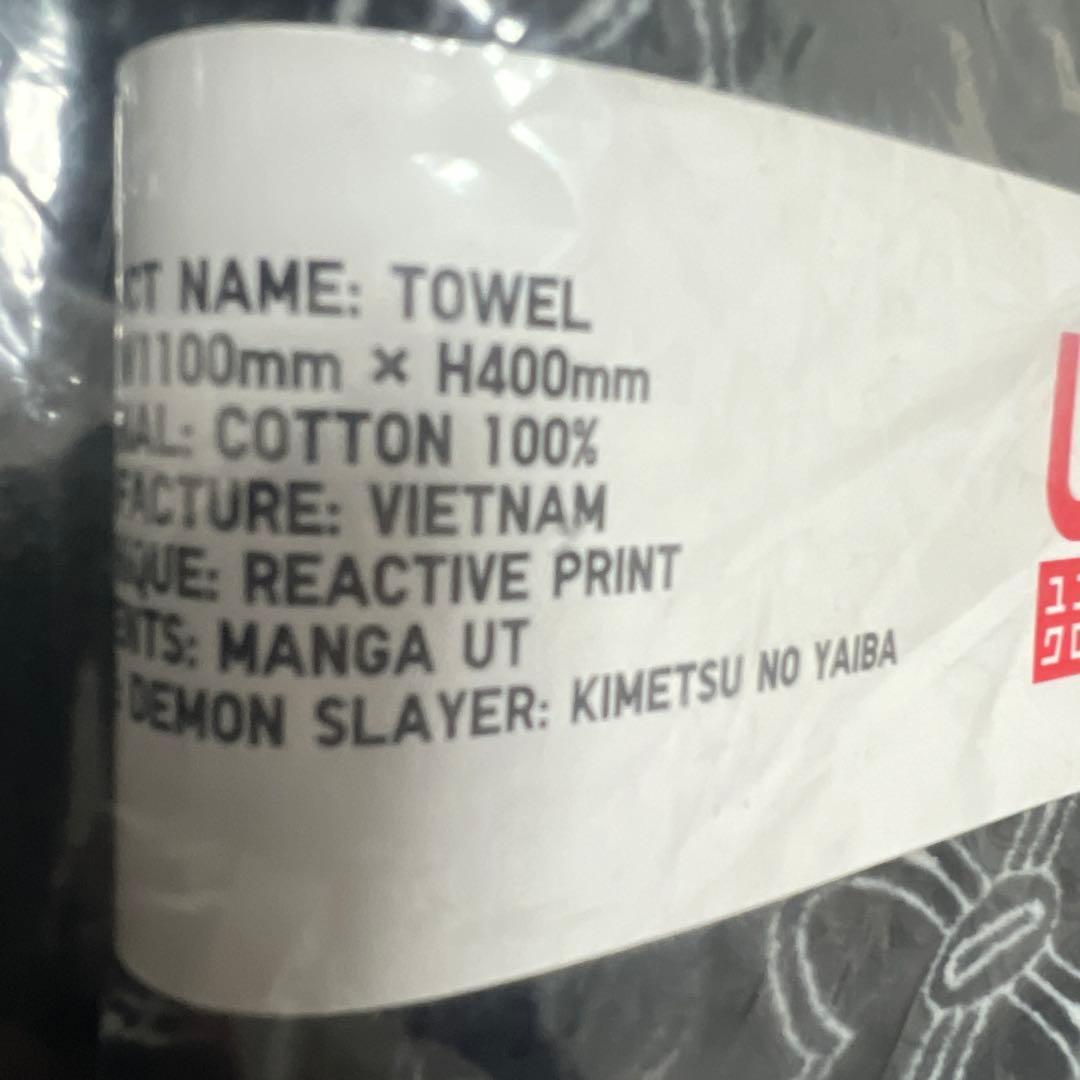 CT NAME: TOWEL
W1100mm × H400mm
IAL: COTTON 100%
FACTURE: VIETNAM
IQUE: REACTIVE PRINT
ENTS: MANGA UT
DEMON SLAYER: KIMETSU NO YAIBA
U